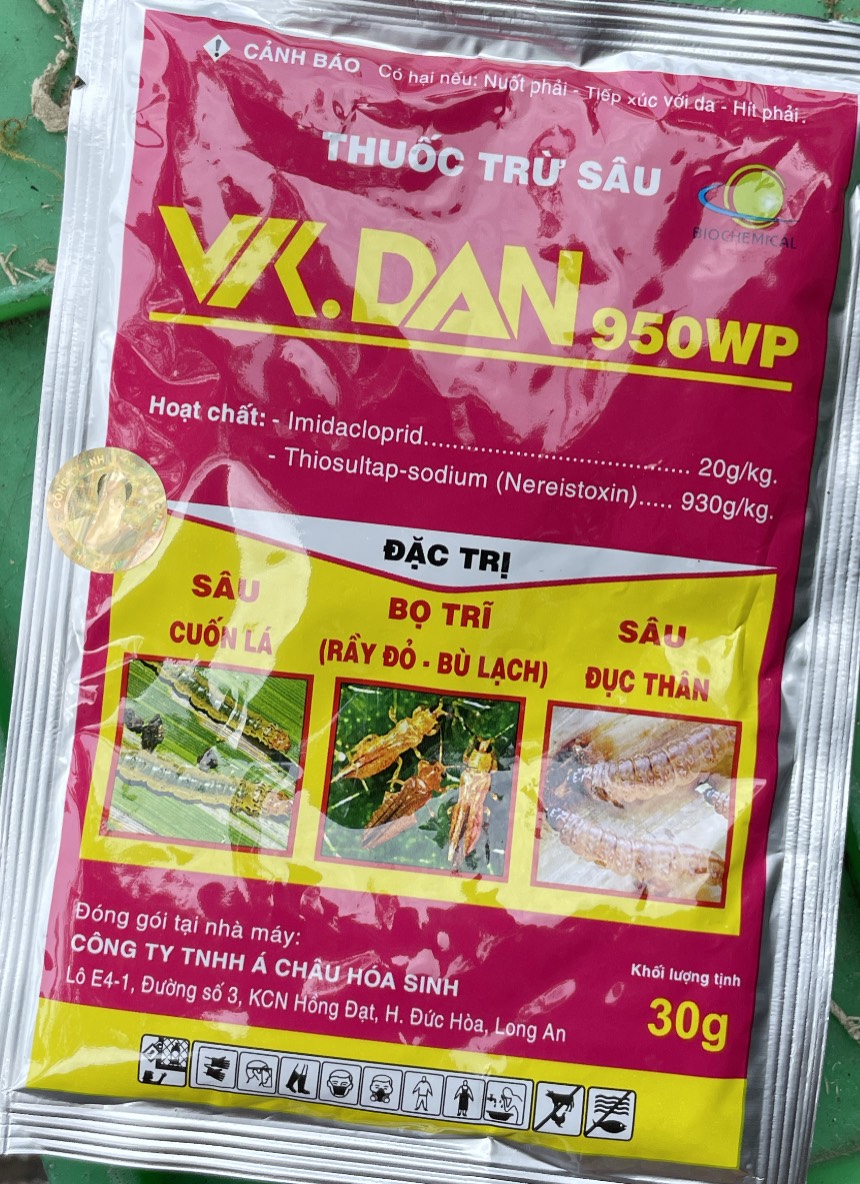 CẢNH BÁO Có hại nếu: Nuốt phải - Tiếp xúc với da - Hít phải.
THUỐC TRỪ SÂU
BIOCHEMICAL
VK.DAN 950WP
Hoạt chất: - Imidacloprid................................................ 20g/kg.
- Thiosultap-sodium (Nereistoxin)..... 930g/kg.
ĐẶC TRỊ
SÂU
CUỐN LÁ
BỌ TRĨ
(RẦY ĐỎ - BÙ LẠCH)
SÂU
ĐỤC THÂN
Đóng gói tại nhà máy:
CÔNG TY TNHH Á CHÂU HÓA SINH
Lô E4-1, Đường số 3, KCN Hồng Đạt, H. Đức Hòa, Long An
Khối lượng tịnh
30g